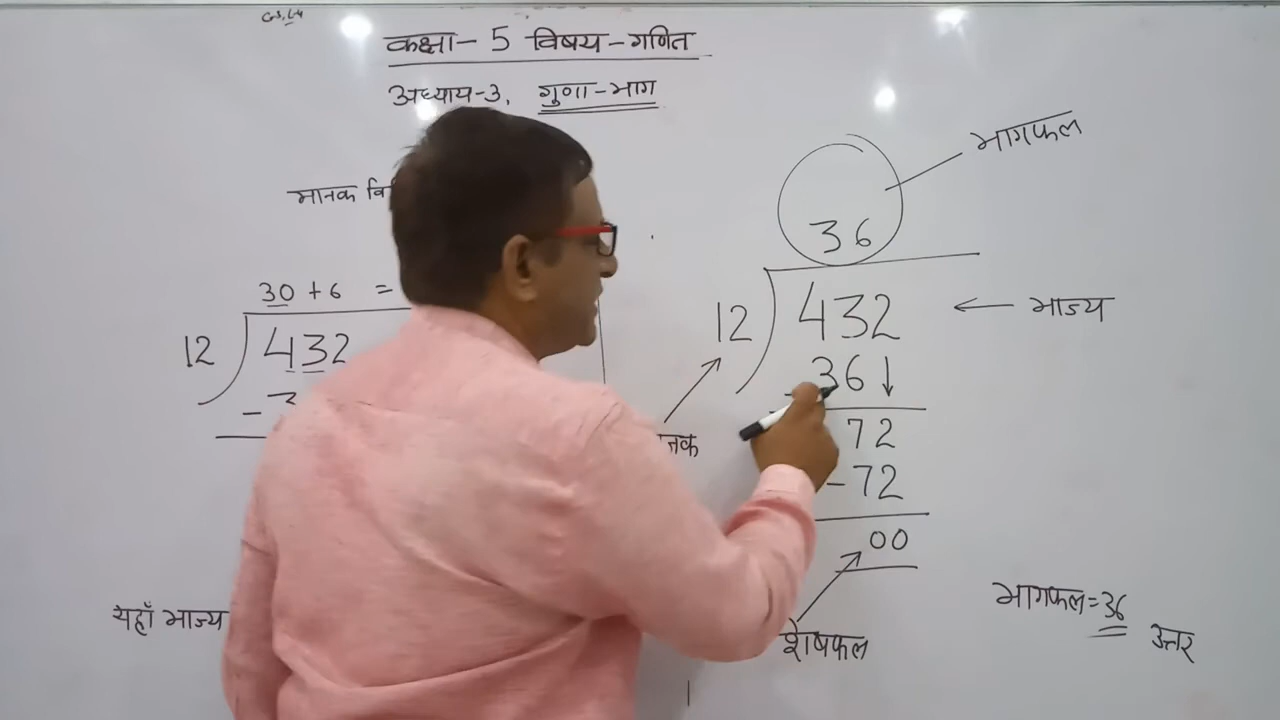 कक्षा-5 विषय-गणित
अध्याय-3, गुणा-भाग
मानक
30 + 6 =
12 432
-
यहाँ भाज्य
भागफल
36
12 432
← भाज्य
36↓
72
-72
00
शेषफल
भागफल=36
उत्तर